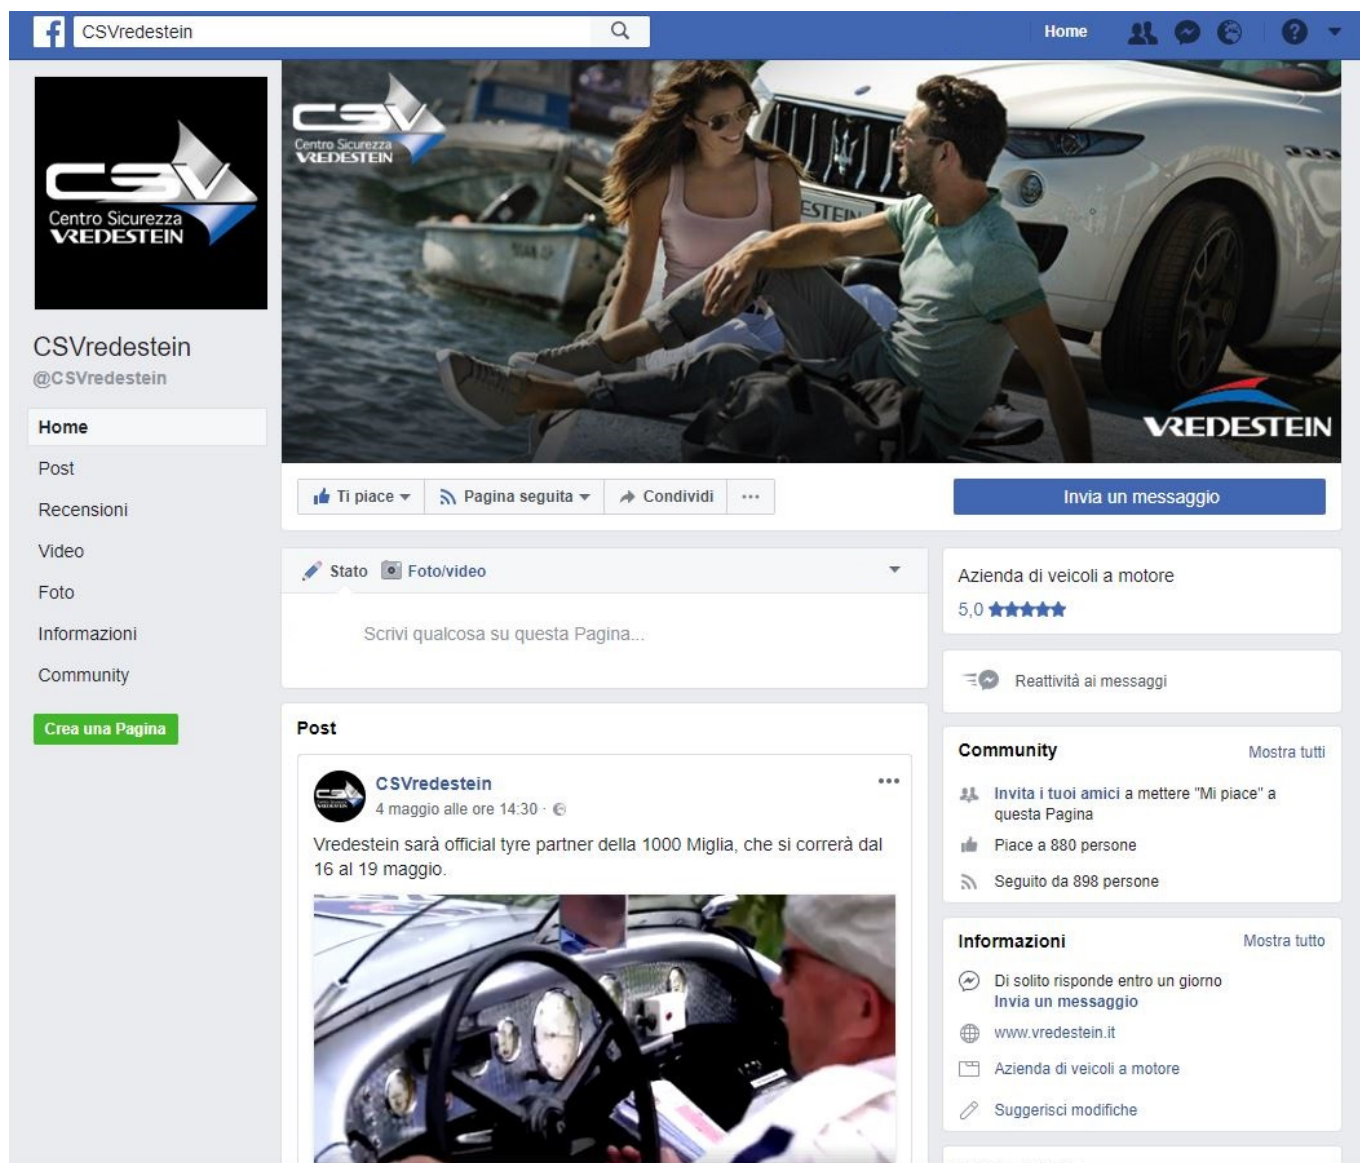 CSVredestein
Home
CSV
Centro Sicurezza
VREDESTEIN
CSV
Centro Sicurezza
VREDESTEIN
VREDESTEIN
CSVredestein
@CSVredestein
Home
Post
Recensioni
Video
Foto
Informazioni
Community
Crea una Pagina
Ti piace
Pagina seguita
Condividi
Invia un messaggio
Stato
Foto/video
Scrivi qualcosa su questa Pagina...
Post
CSVredestein
4 maggio alle ore 14:30 ·
Vredestein sarà official tyre partner della 1000 Miglia, che si correrà dal
16 al 19 maggio.
Azienda di veicoli a motore
5,0
Reattività ai messaggi
Community
Mostra tutti
Invita i tuoi amici a mettere "Mi piace" a
questa Pagina
Piace a 880 persone
Seguito da 898 persone
Informazioni
Mostra tutto
Di solito risponde entro un giorno
Invia un messaggio
www.vredestein.it
Azienda di veicoli a motore
Suggerisci modifiche